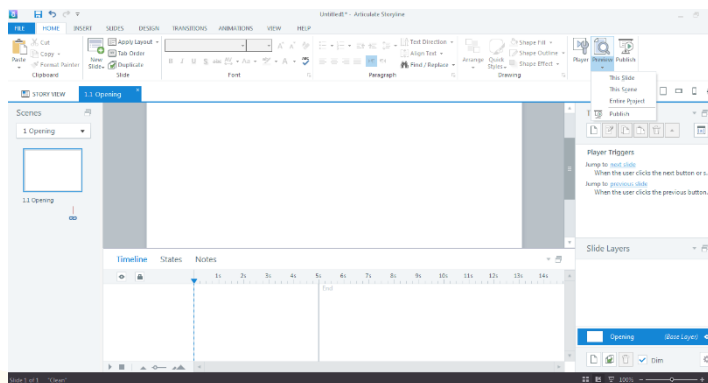 Untitled1* - Articulate Storyline
FILE HOME INSERT SLIDES DESIGN TRANSITIONS ANIMATIONS VIEW HELP
Paste
Cut
Copy
Format Painter
Clipboard
New Slide
Apply Layout
Tab Order
Duplicate
Slide
B I U S abc
Font
Text Direction
Align Text
Find / Replace
Paragraph
Arrange
Quick Styles
Shape Fill
Shape Outline
Shape Effect
Drawing
Player Preview Publish
This Slide
This Scene
Entire Project
Publish
STORY VIEW 1.1 Opening
Scenes
1 Opening
1.1 Opening
Player Triggers
Jump to next slide
When the user clicks the next button or s..
Jump to previous slide
When the user clicks the previous button.
Timeline States Notes
1s 2s 3s 4s 5s 6s 7s 8s 9s 10s 11s 12s 13s 14s
End
Slide Layers
Opening (Base Layer)
Dim
Slide 1 of 1 "Clean" 100%